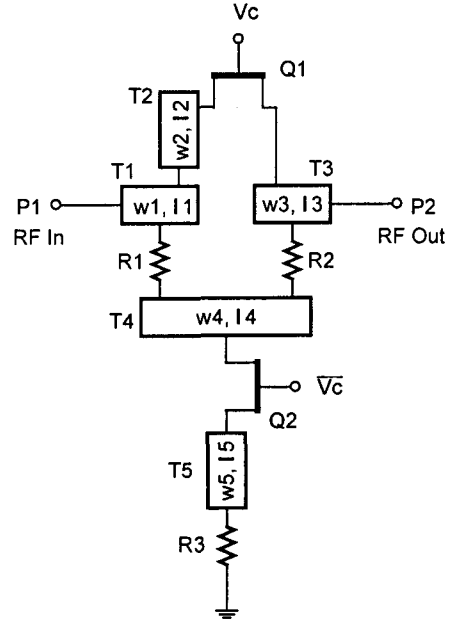 Vc
Q1
T2
w2, l2
T1
T3
P1
w1, l1
w3, l3
P2
RF In
RF Out
R1
R2
T4
w4, l4
V̅c̅
Q2
T5
w5, l5
R3